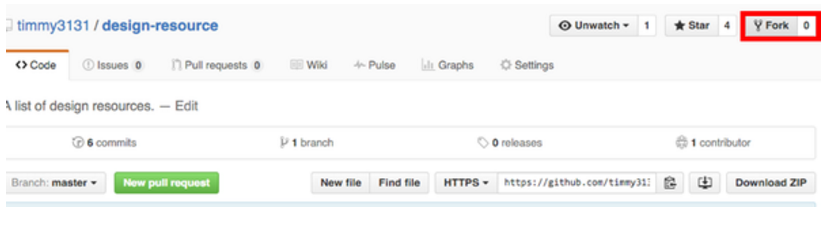 timmy3131 / design-resource Unwatch 1 Star 4 Fork 0
Code Issues 0 Pull requests 0 Wiki Pulse Graphs Settings
A list of design resources. — Edit
6 commits 1 branch 0 releases 1 contributor
Branch: master New pull request New file Find file HTTPS https://github.com/timmy313 Download ZIP